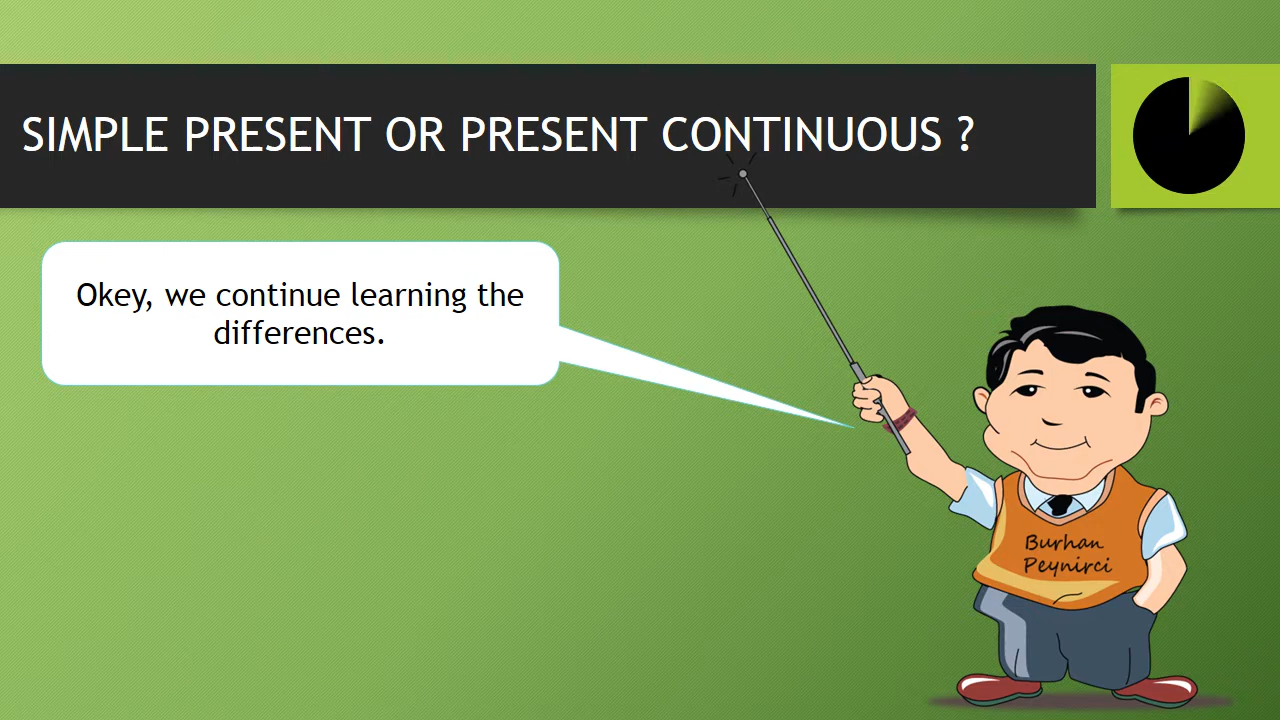 SIMPLE PRESENT OR PRESENT CONTINUOUS ?
Okey, we continue learning the
differences.
Burhan
Peynirci